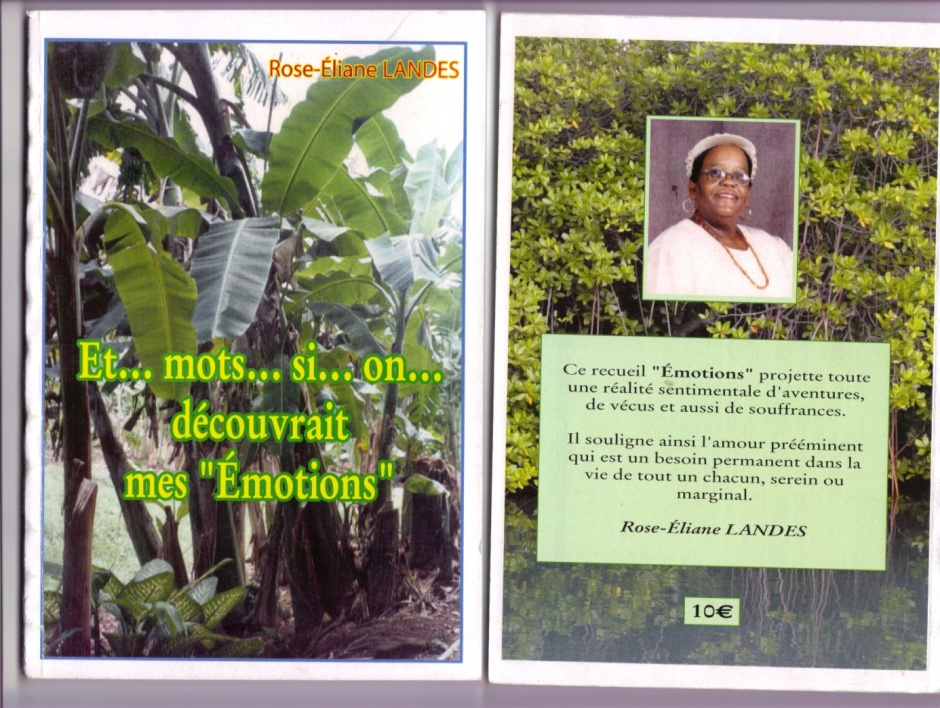 Rose-Éliane LANDES
Et... mots... si... on...
découvrait
mes "Émotions"
Ce recueil "Émotions" projette toute
une réalité sentimentale d'aventures,
de vécus et aussi de souffrances.
Il souligne ainsi l'amour prééminent
qui est un besoin permanent dans la
vie de tout un chacun, serein ou
marginal.
Rose-Éliane LANDES
10€